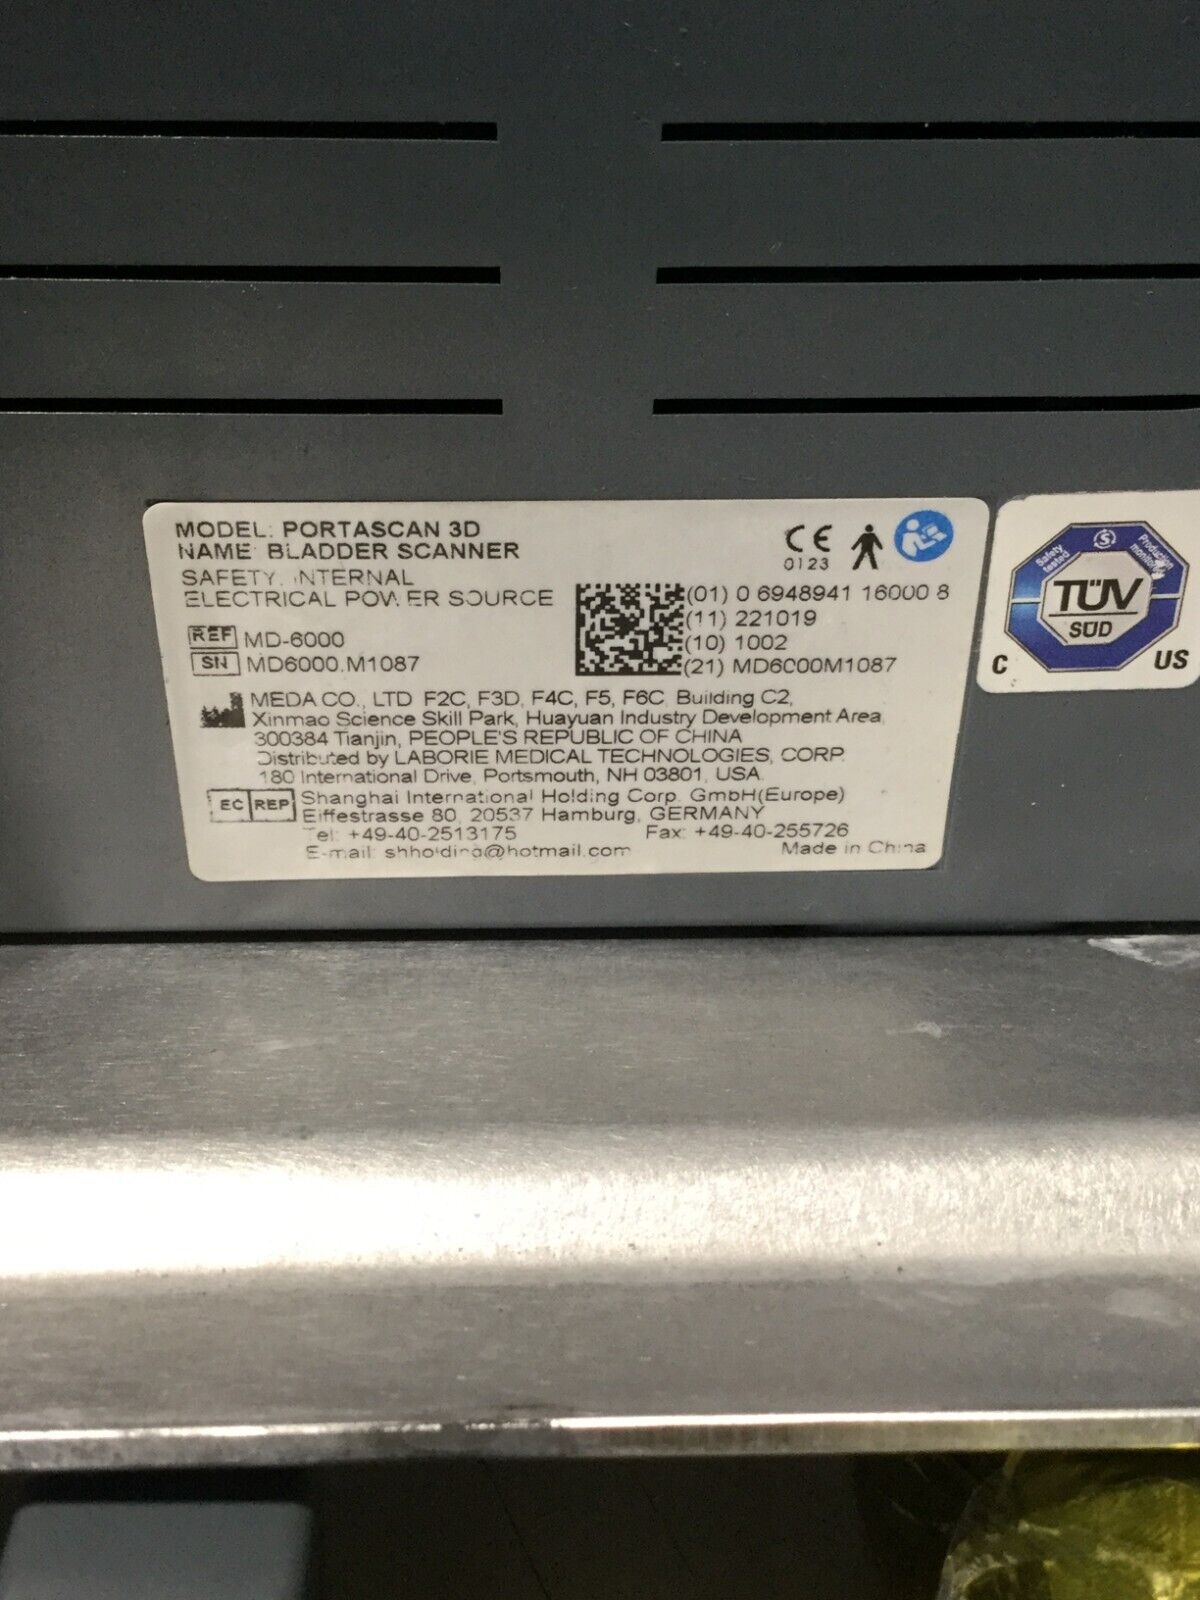 MODEL: PORTASCAN 3D
NAME: BLADDER SCANNER
SAFETY: INTERNAL
ELECTRICAL POWER SOURCE
REF MD-6000
SN MD6000.M1087
CE
0123
(01) 0 6948941 16000 8
(11) 221019
(10) 1002
(21) MD6000M1087
MEDA CO., LTD F2C, F3D, F4C, F5, F6C, Building C2,
Xinmao Science Skill Park, Huayuan Industry Development Area,
300384 Tianjin, PEOPLE'S REPUBLIC OF CHINA
Distributed by LABORIE MEDICAL TECHNOLOGIES, CORP.
180 International Drive, Portsmouth, NH 03801, USA.
EC REP Shanghai International Holding Corp. GmbH(Europe)
Eiffestrasse 80, 20537 Hamburg, GERMANY
Tel: +49-40-2513175 Fax: +49-40-255726
E-mail: shholding@hotmail.com Made in China
Safety tested
Production monitored
TÜV
SÜD
C US